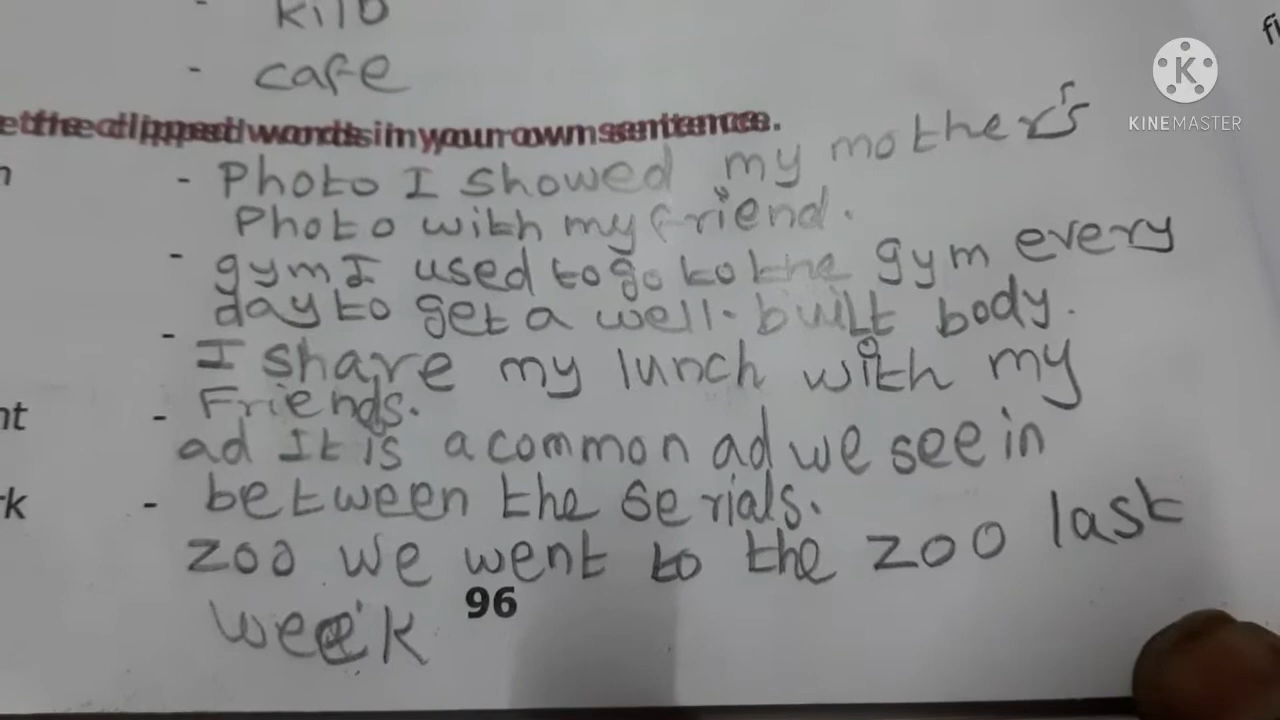 - kilo
- cafe
the clipped words in your own sentence.
- Photo I showed my mother's
Photo with my friend.
- gym I used to go to the gym every
day to get a well-built body.
- I share my lunch with my
Friends.
nt - ad It is a common ad we see in
between the serials.
rk - zoo we went to the zoo last
week
96
KINEMASTER